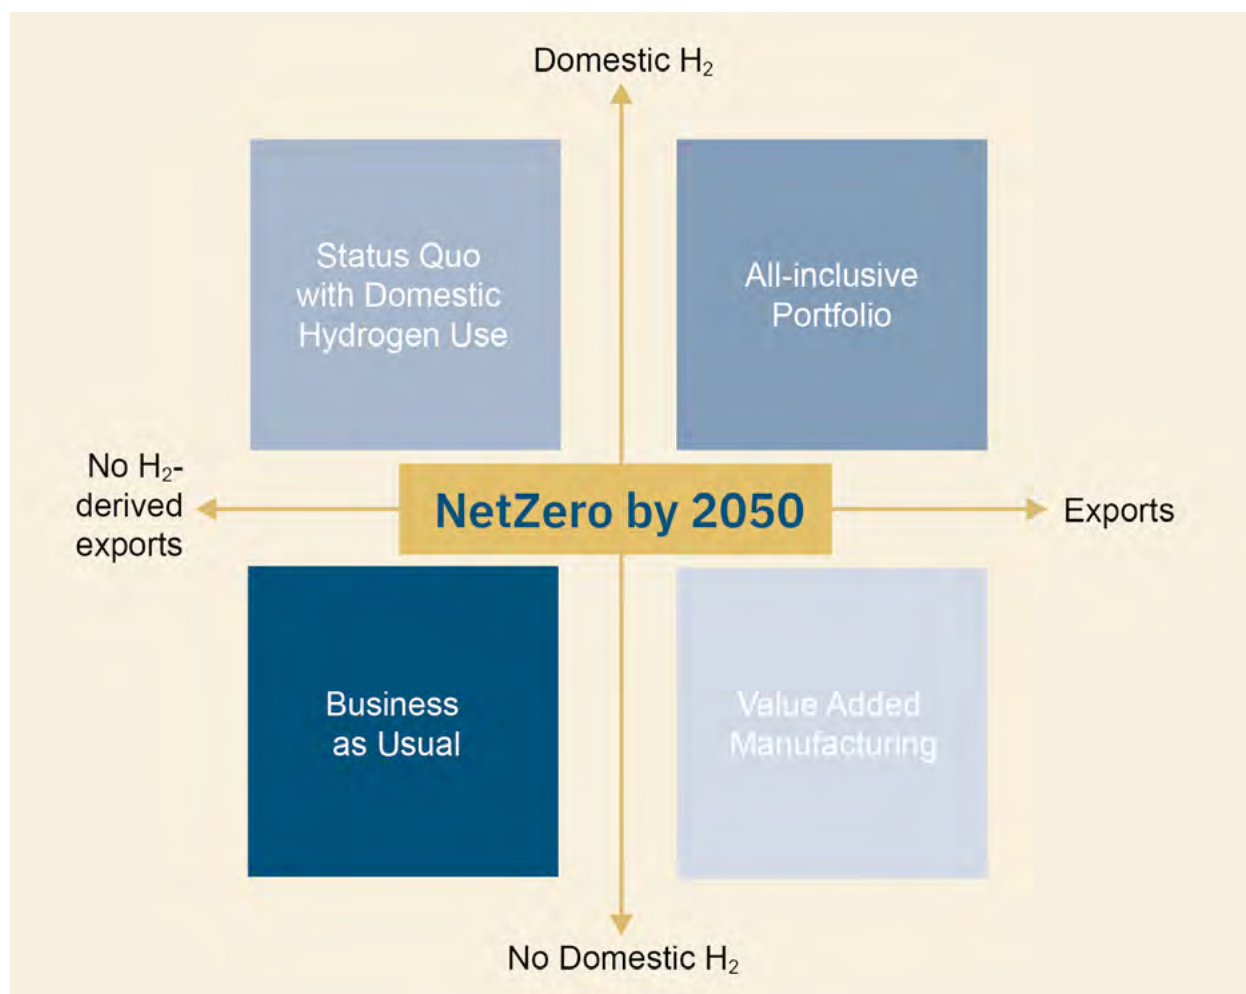 Domestic H₂
Status Quo
with Domestic
Hydrogen Use
All-inclusive
Portfolio
No H₂-
derived
exports
NetZero by 2050
Exports
Business
as Usual
Value Added
Manufacturing
No Domestic H₂